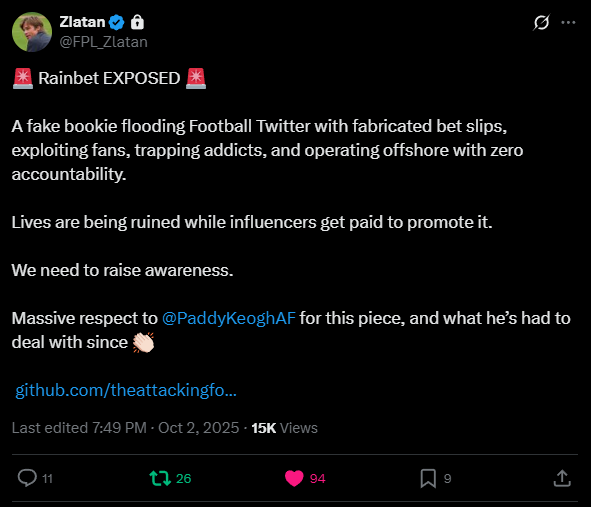 Zlatan
@FPL_Zlatan
🚨 Rainbet EXPOSED 🚨
A fake bookie flooding Football Twitter with fabricated bet slips,
exploiting fans, trapping addicts, and operating offshore with zero
accountability.
Lives are being ruined while influencers get paid to promote it.
We need to raise awareness.
Massive respect to @PaddyKeoghAF for this piece, and what he’s had to
deal with since 👏🏻
github.com/theattackingfo…
Last edited 7:49 PM · Oct 2, 2025 · 15K Views
11 26 94 9